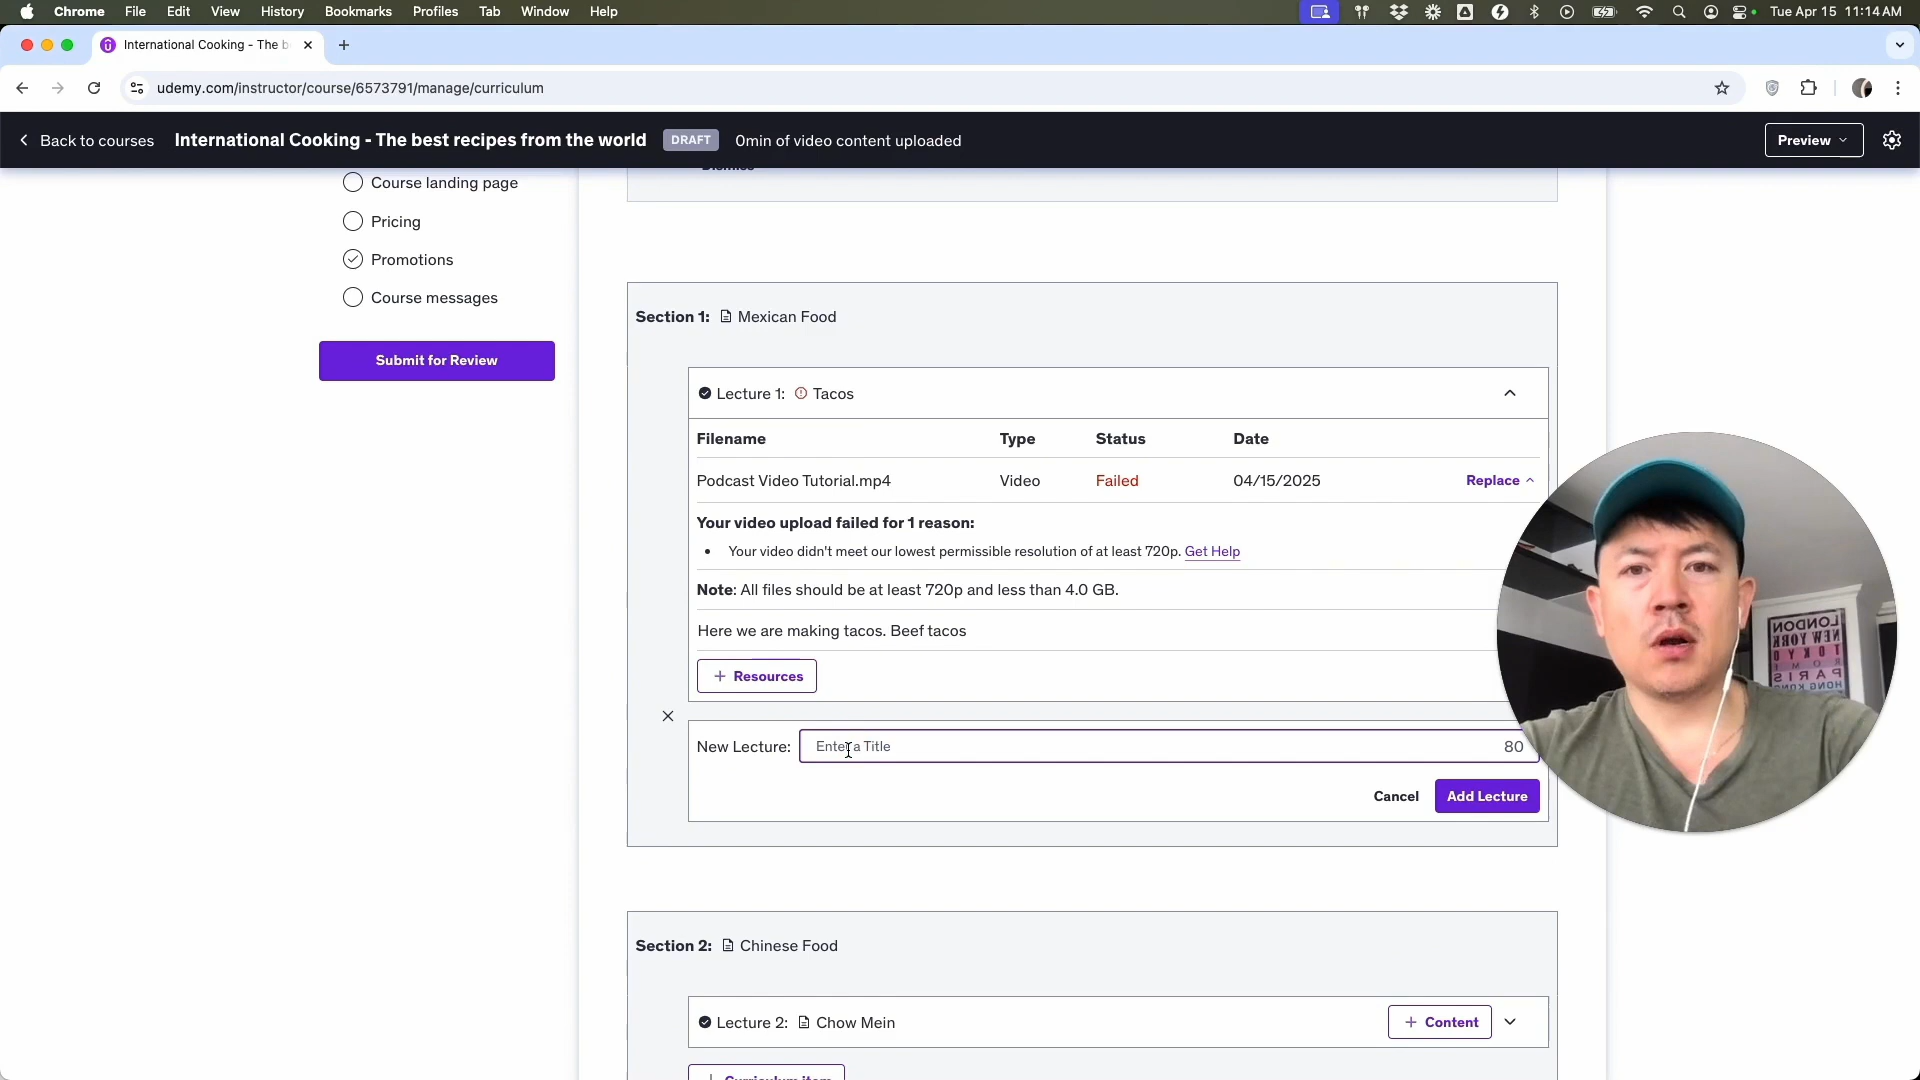 Chrome File Edit View History Bookmarks Profiles Tab Window Help Tue Apr 15 11:14 AM
International Cooking - The b
udemy.com/instructor/course/6573791/manage/curriculum
Back to courses International Cooking - The best recipes from the world DRAFT 0min of video content uploaded Preview
Dismiss
Course landing page
Pricing
Promotions
Course messages
Submit for Review
Section 1: Mexican Food
Lecture 1: Tacos
Filename Type Status Date
Podcast Video Tutorial.mp4 Video Failed 04/15/2025 Replace
Your video upload failed for 1 reason:
• Your video didn't meet our lowest permissible resolution of at least 720p. Get Help
Note: All files should be at least 720p and less than 4.0 GB.
Here we are making tacos. Beef tacos
+ Resources
New Lecture: Enter a Title 80
Cancel Add Lecture
Section 2: Chinese Food
Lecture 2: Chow Mein + Content
Curriculum item
LONDON
NEW YORK
TOKYO
ROME
PARIS
HONG KONG